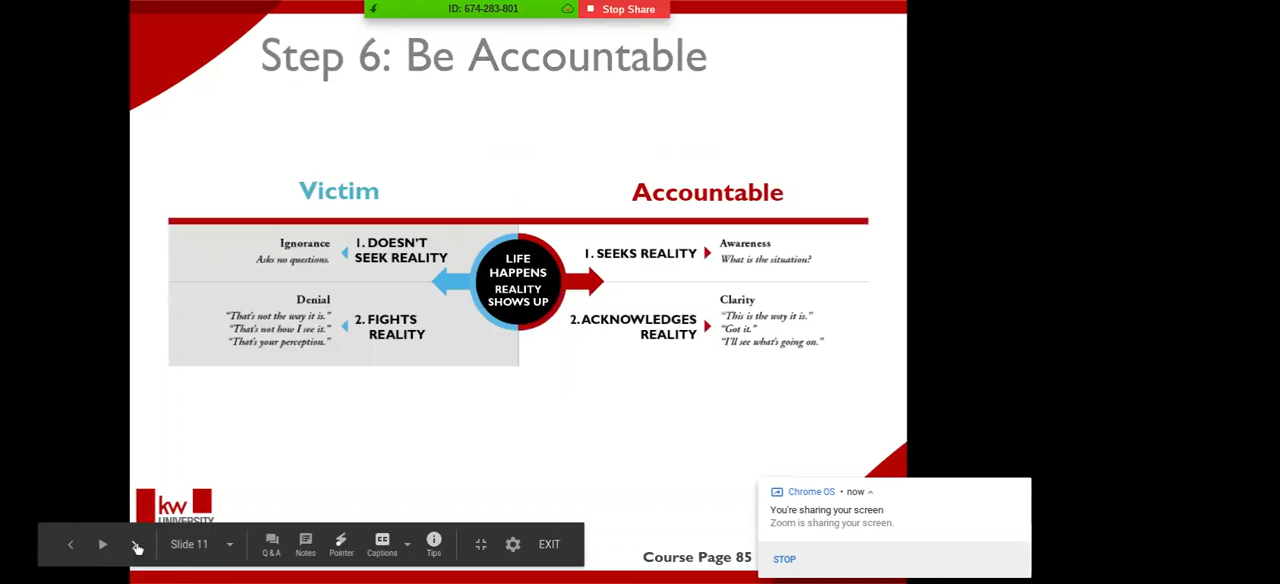 ID: 674-283-801
Stop Share
Step 6: Be Accountable
Victim
Accountable
Ignorance
Asks no questions.
1. DOESN'T
SEEK REALITY
LIFE
HAPPENS
REALITY
SHOWS UP
1. SEEKS REALITY
Awareness
What is the situation?
Denial
"That's not the way it is."
"That's not how I see it."
"That's your perception."
2. FIGHTS
REALITY
2. ACKNOWLEDGES
REALITY
Clarity
"This is the way it is."
"Got it."
"I'll see what's going on."
kw
UNIVERSITY
Slide 11
Q & A
Notes
Pointer
Captions
Tips
EXIT
Course Page 85
Chrome OS • now
You're sharing your screen
Zoom is sharing your screen.
STOP